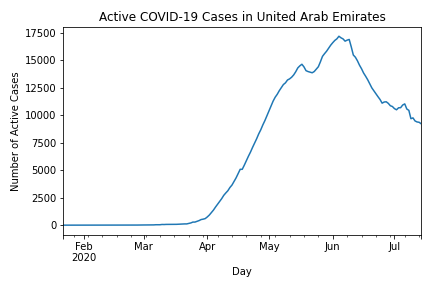 Active COVID-19 Cases in United Arab Emirates
Number of Active Cases
17500
15000
12500
10000
7500
5000
2500
0
Feb Mar Apr May Jun Jul
2020
Day